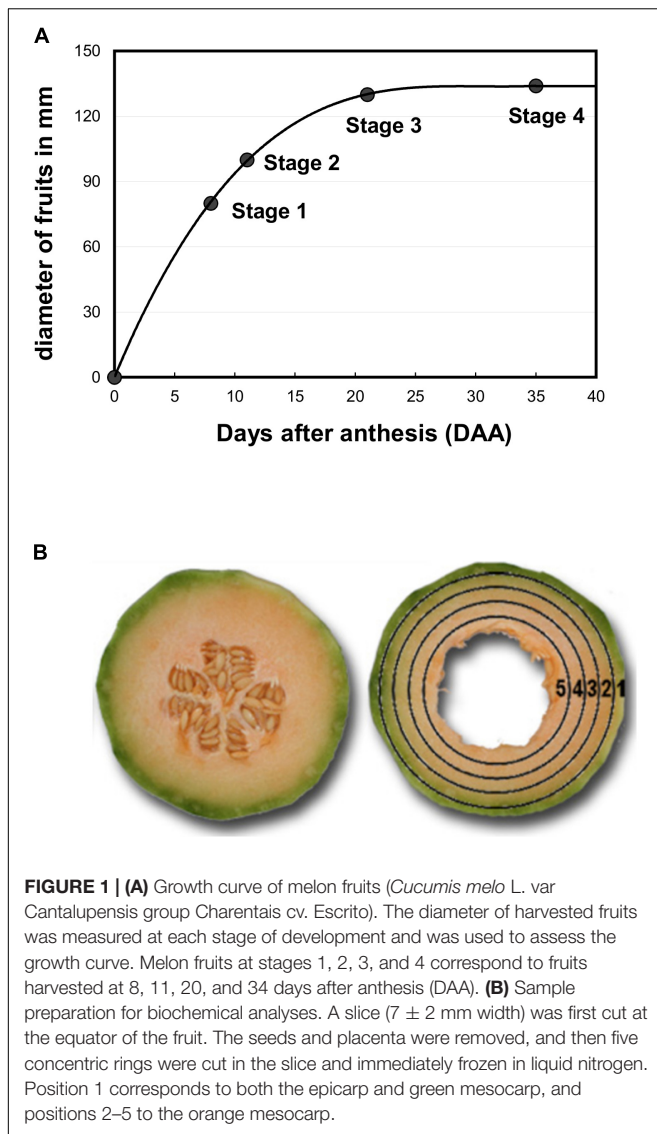 A
150
120
90
60
30
0
diameter of fruits in mm
Stage 1
Stage 2
Stage 3
Stage 4
0 5 10 15 20 25 30 35 40
Days after anthesis (DAA)
B
5 4 3 2 1
FIGURE 1 | (A) Growth curve of melon fruits (Cucumis melo L. var
Cantalupensis group Charentais cv. Escrito). The diameter of harvested fruits
was measured at each stage of development and was used to assess the
growth curve. Melon fruits at stages 1, 2, 3, and 4 correspond to fruits
harvested at 8, 11, 20, and 34 days after anthesis (DAA). (B) Sample
preparation for biochemical analyses. A slice (7 ± 2 mm width) was first cut at
the equator of the fruit. The seeds and placenta were removed, and then five
concentric rings were cut in the slice and immediately frozen in liquid nitrogen.
Position 1 corresponds to both the epicarp and green mesocarp, and
positions 2–5 to the orange mesocarp.